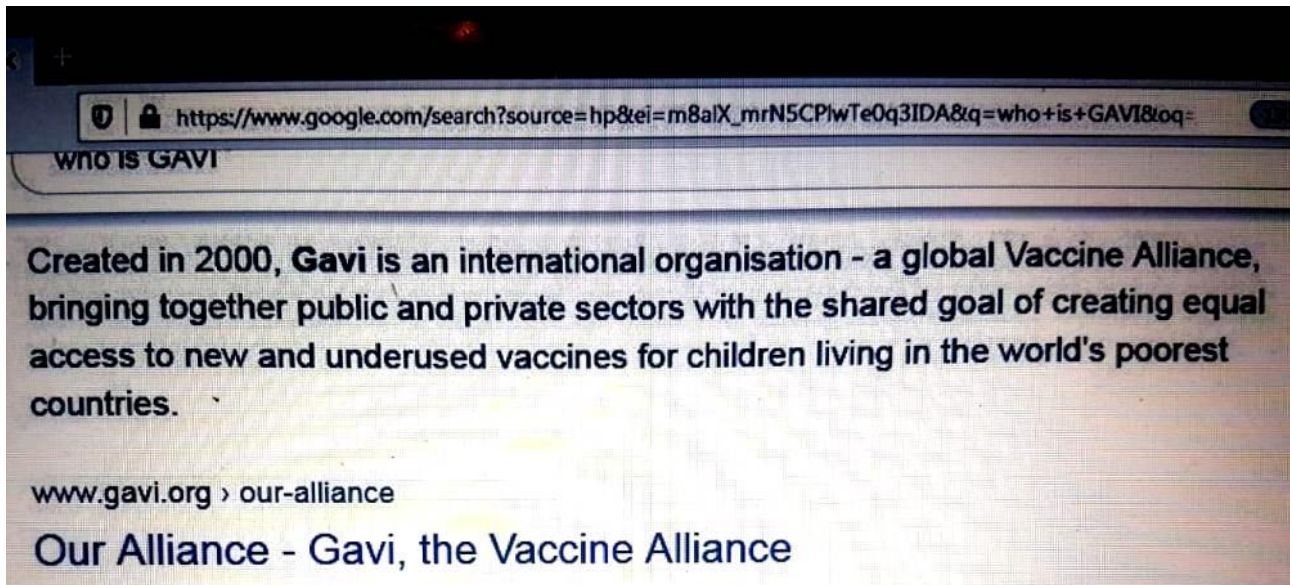 https://www.google.com/search?source=hp&ei=m8alX_mrN5CPlwTe0q3IDA&q=who+is+GAVI&oq=
who is GAVI
Created in 2000, Gavi is an international organisation - a global Vaccine Alliance,
bringing together public and private sectors with the shared goal of creating equal
access to new and underused vaccines for children living in the world's poorest
countries.
www.gavi.org › our-alliance
Our Alliance - Gavi, the Vaccine Alliance